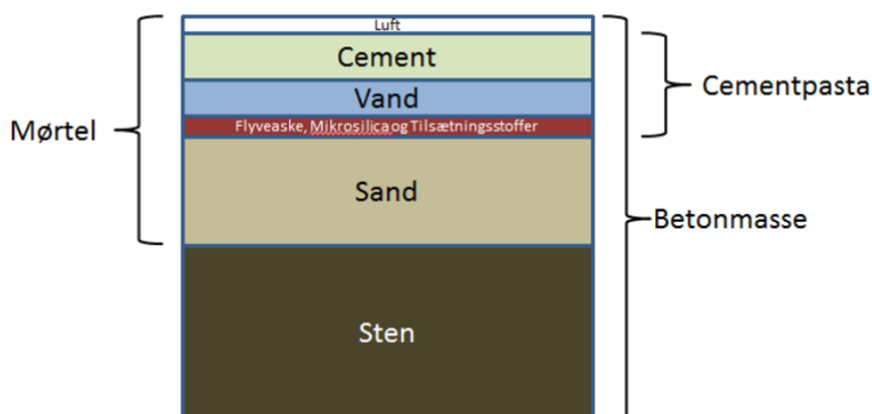 Luft
Cement
Cementpasta
Vand
Mørtel
Flyveaske, Mikrosilica og Tilsætningsstoffer
Sand
Betonmasse
Sten